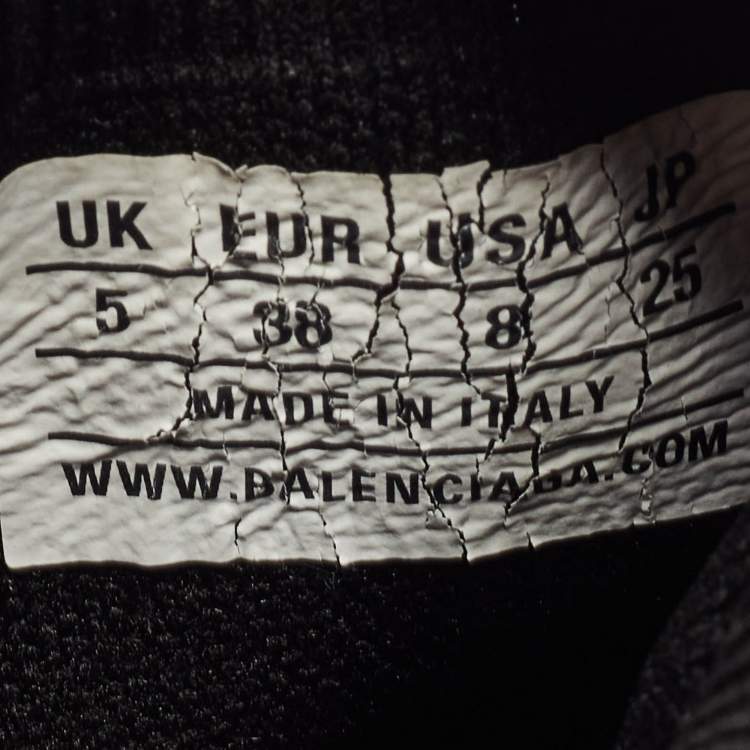 UK EUR USA JP
5 38 8 25
MADE IN ITALY
WWW.BALENCIAGA.COM